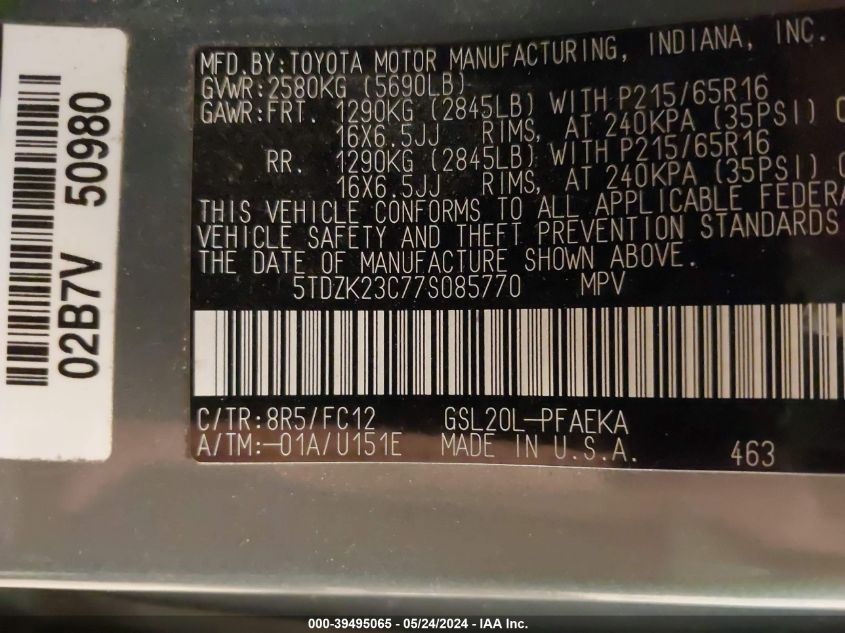 02B7V 50980
MFD.BY:TOYOTA MOTOR MANUFACTURING, INDIANA, INC.
GVWR:2580KG (5690LB)
GAWR:FRT. 1290KG (2845LB) WITH P215/65R16
16X6.5JJ RIMS, AT 240KPA (35PSI)
RR. 1290KG (2845LB) WITH P215/65R16
16X6.5JJ RIMS, AT 240KPA (35PSI)
THIS VEHICLE CONFORMS TO ALL APPLICABLE FEDERA
VEHICLE SAFETY AND THEFT PREVENTION STANDARDS
THE DATE OF MANUFACTURE SHOWN ABOVE.
5TDZK23C77S085770 MPV
C/TR:8R5/FC12 GSL20L-PFAEKA
A/TM:-01A/U151E MADE IN U.S.A. 463
000-39495065 - 05/24/2024 - IAA Inc.